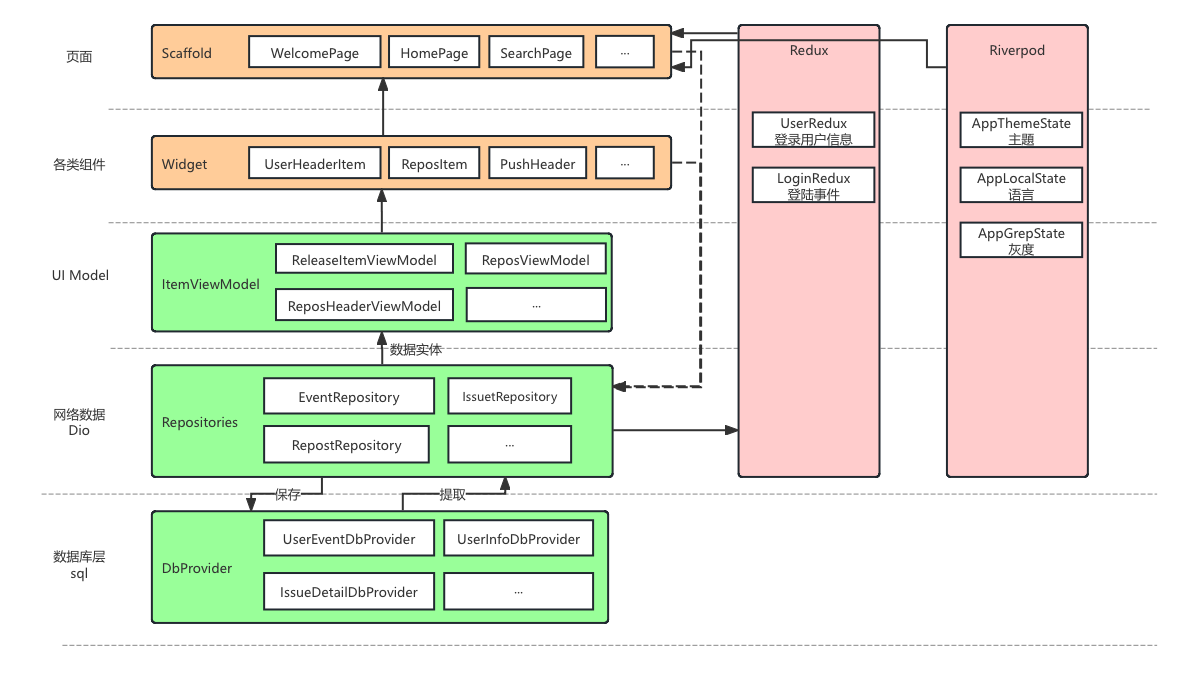 页面
Scaffold
WelcomePage
HomePage
SearchPage
...
Redux
Riverpod
UserRedux
登录用户信息
LoginRedux
登陆事件
AppThemeState
主题
AppLocalState
语言
AppGrepState
灰度
各类组件
Widget
UserHeaderItem
ReposItem
PushHeader
...
UI Model
ItemViewModel
ReleaseItemViewModel
ReposViewModel
ReposHeaderViewModel
...
数据实体
网络数据
Dio
Repositories
EventRepository
IssuetRepository
RepostRepository
...
保存
提取
数据库层
sql
DbProvider
UserEventDbProvider
UserInfoDbProvider
IssueDetailDbProvider
...